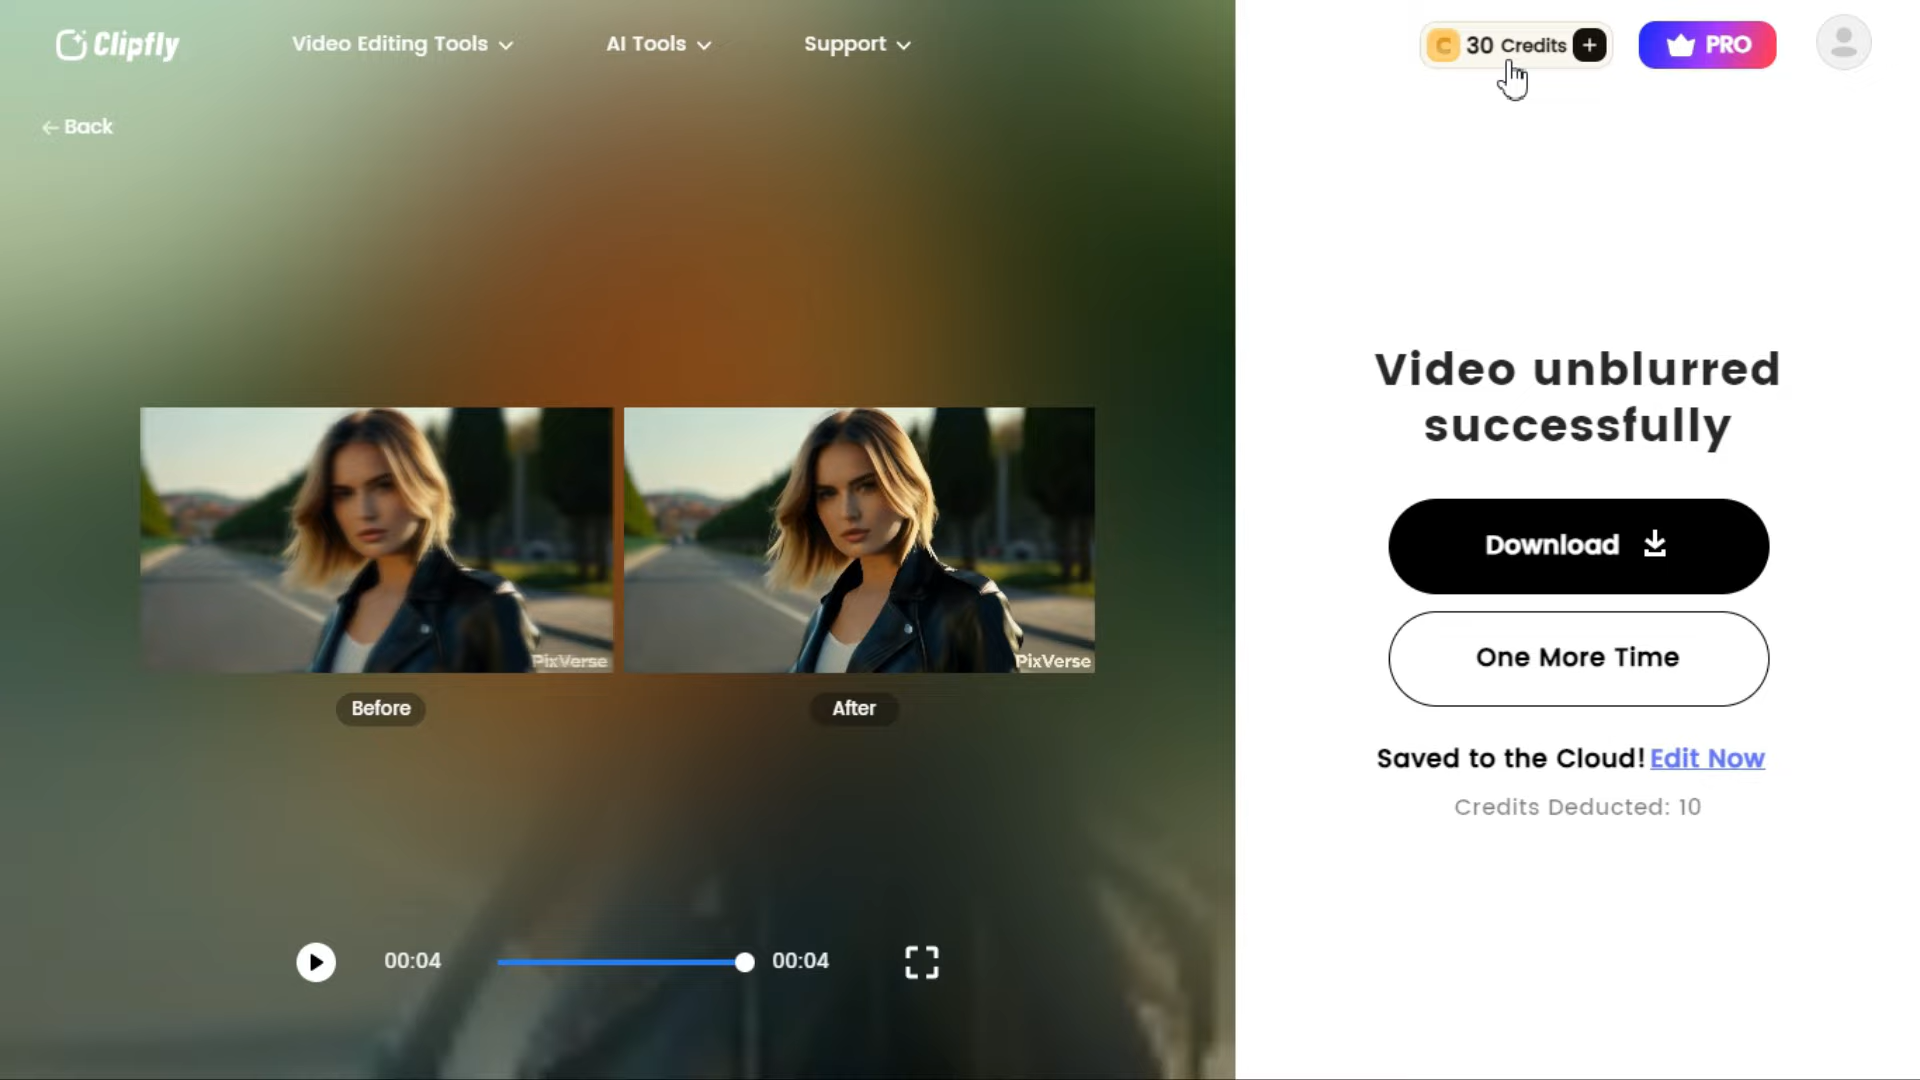 Clipfly
Video Editing Tools
AI Tools
Support
C 30 Credits +
PRO
Back
PixVerse
PixVerse
Before
After
00:04
00:04
Video unblurred
successfully
Download
One More Time
Saved to the Cloud! Edit Now
Credits Deducted: 10